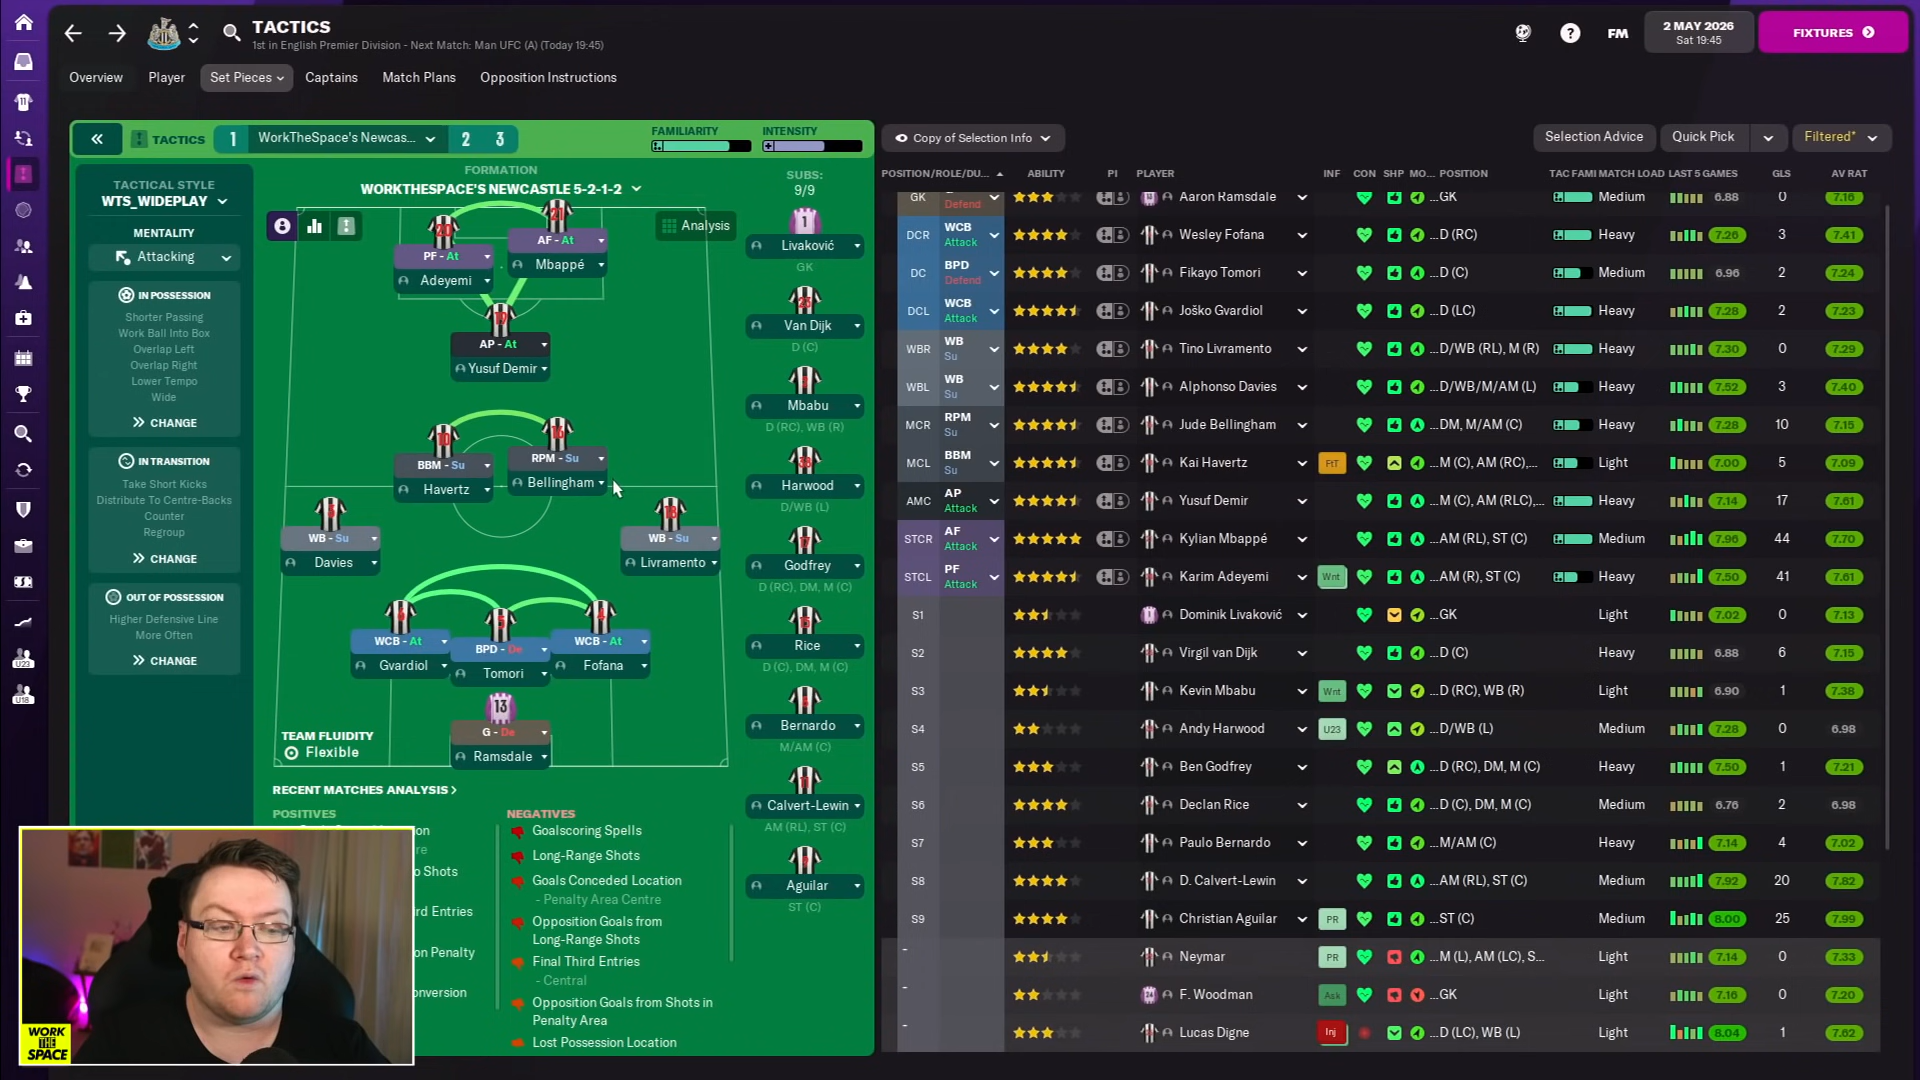 TACTICS
1st in English Premier Division - Next Match: Man UFC (A) (Today 19:45)
FM
2 MAY 2026
Sat 19:45
FIXTURES
Overview
Player
Set Pieces
Captains
Match Plans
Opposition Instructions
TACTICS
1
WorkTheSpace's Newcas...
2
3
FAMILIARITY
INTENSITY
Copy of Selection Info
Selection Advice
Quick Pick
Filtered*
TACTICAL STYLE
WTS_WIDEPLAY
MENTALITY
Attacking
IN POSSESSION
Shorter Passing
Work Ball Into Box
Overlap Left
Overlap Right
Lower Tempo
Wide
CHANGE
IN TRANSITION
Take Short Kicks
Distribute To Centre-Backs
Counter
Regroup
CHANGE
OUT OF POSSESSION
Higher Defensive Line
More Often
CHANGE
U23
U18
FORMATION
WORKTHESPACE'S NEWCASTLE 5-2-1-2
Analysis
20
21
PF - At
Adeyemi
AF - At
Mbappé
AP - At
Yusuf Demir
10
16
BBM - Su
Havertz
RPM - Su
Bellingham
WB - Su
Davies
WB - Su
Livramento
WCB - At
Gvardiol
BPD - De
Tomori
WCB - At
Fofana
13
G - De
Ramsdale
TEAM FLUIDITY
Flexible
SUBS:
9/9
1
Livaković
GK
Van Dijk
D (C)
Mbabu
D (RC), WB (R)
Harwood
D/WB (L)
Godfrey
D (RC), DM, M (C)
Rice
D (C), DM, M (C)
Bernardo
M/AM (C)
Calvert-Lewin
AM (RL), ST (C)
Aguilar
ST (C)
RECENT MATCHES ANALYSIS
POSITIVES
NEGATIVES
Goalscoring Spells
Long-Range Shots
Goals Conceded Location
- Penalty Area Centre
Opposition Goals from
Long-Range Shots
Final Third Entries
- Central
Opposition Goals from Shots in
Penalty Area
Lost Possession Location
WORK
THE
SPACE
POSITION/ROLE/DU... ABILITY PI PLAYER INF CON SHP MO... POSITION TAC FAMI MATCH LOAD LAST 5 GAMES GLS AV RAT
GK Defend Aaron Ramsdale ...GK Medium 6.88 0 7.16
DCR WCB Attack Wesley Fofana ...D (RC) Heavy 7.26 3 7.41
DC BPD Defend Fikayo Tomori ...D (C) Medium 6.96 2 7.24
DCL WCB Attack Joško Gvardiol ...D (LC) Heavy 7.28 2 7.23
WBR WB Su Tino Livramento ...D/WB (RL), M (R) Heavy 7.30 0 7.29
WBL WB Su Alphonso Davies ...D/WB/M/AM (L) Heavy 7.52 3 7.40
MCR RPM Su Jude Bellingham ...DM, M/AM (C) Heavy 7.28 10 7.15
MCL BBM Su Kai Havertz FtT ...M (C), AM (RC),... Light 7.00 5 7.09
AMC AP Attack Yusuf Demir ...M (C), AM (RLC),... Heavy 7.14 17 7.61
STCR AF Attack Kylian Mbappé ...AM (RL), ST (C) Medium 7.96 44 7.70
STCL PF Attack Karim Adeyemi Wnt ...AM (R), ST (C) Heavy 7.50 41 7.61
S1 Dominik Livaković ...GK Light 7.02 0 7.13
S2 Virgil van Dijk ...D (C) Heavy 6.88 6 7.15
S3 Kevin Mbabu Wnt ...D (RC), WB (R) Light 6.90 1 7.38
S4 Andy Harwood U23 ...D/WB (L) Medium 7.28 0 6.98
S5 Ben Godfrey ...D (RC), DM, M (C) Heavy 7.50 1 7.21
S6 Declan Rice ...D (C), DM, M (C) Medium 6.76 2 6.98
S7 Paulo Bernardo ...M/AM (C) Heavy 7.14 4 7.02
S8 D. Calvert-Lewin ...AM (RL), ST (C) Medium 7.92 20 7.82
S9 Christian Aguilar PR ...ST (C) Medium 8.00 25 7.99
- Neymar PR ...M (L), AM (LC), S... Light 7.14 0 7.33
- F. Woodman Ask ...GK Light 7.16 0 7.20
- Lucas Digne Inj ...D (LC), WB (L) Light 8.04 1 7.62